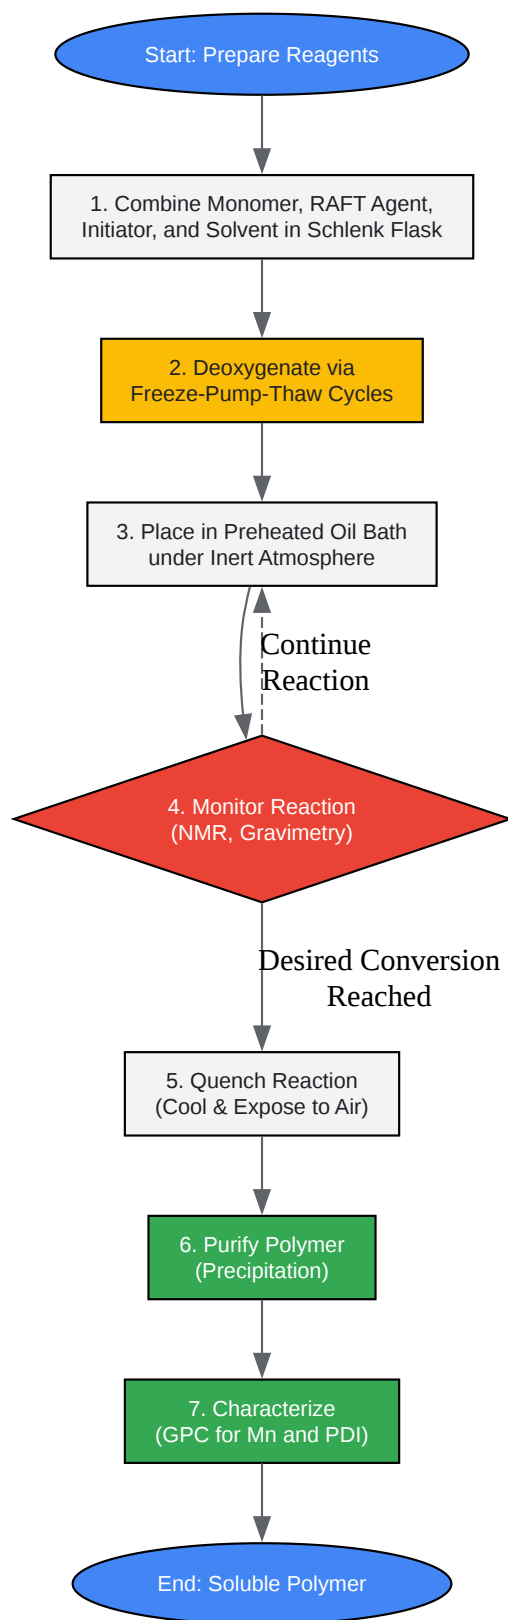 Start: Prepare Reagents
1. Combine Monomer, RAFT Agent,
Initiator, and Solvent in Schlenk Flask
2. Deoxygenate via
Freeze-Pump-Thaw Cycles
3. Place in Preheated Oil Bath
under Inert Atmosphere
Continue
Reaction
4. Monitor Reaction
(NMR, Gravimetry)
Desired Conversion
Reached
5. Quench Reaction
(Cool & Expose to Air)
6. Purify Polymer
(Precipitation)
7. Characterize
(GPC for Mn and PDI)
End: Soluble Polymer